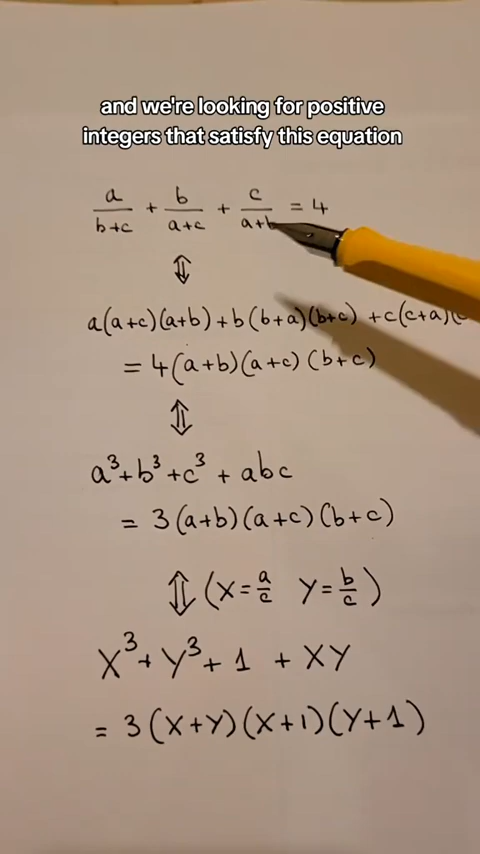 and we're looking for positive
integers that satisfy this equation
a/(b+c) + b/(a+c) + c/(a+b) = 4
⇕
a(a+c)(a+b) + b(b+a)(b+c) + c(c+a)(
= 4(a+b)(a+c)(b+c)
⇕
a³+b³+c³ + abc
= 3(a+b)(a+c)(b+c)
⇕ (X=a/c Y=b/c)
X³+Y³+1 + XY
= 3(X+Y)(X+1)(Y+1)